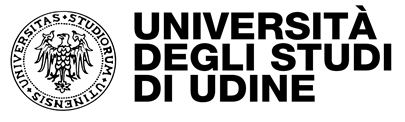 UNIVERSITAS · STUDIORUM · UTINENSIS ·
UNIVERSITÀ
DEGLI STUDI
DI UDINE